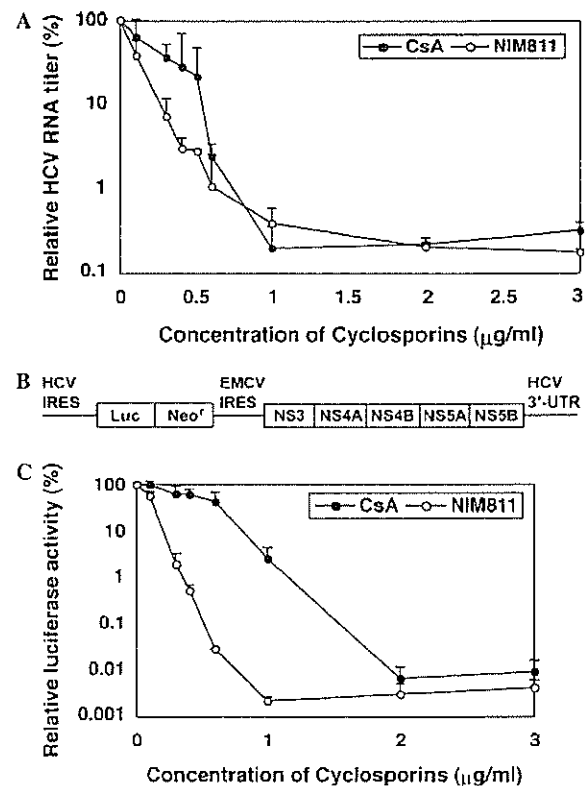 A
Relative HCV RNA titer (%)
100
10
1
0.1
CsA
NIM811
0
0.5
1
1.5
2
2.5
3
Concentration of Cyclosporins (μg/ml)
B
HCV IRES
EMCV IRES
HCV 3'-UTR
Luc
Neoʳ
NS3
NS4A
NS4B
NS5A
NS5B
C
Relative luciferase activity (%)
100
10
1
0.1
0.01
0.001
CsA
NIM811
0
1
2
3
Concentration of Cyclosporins (μg/ml)